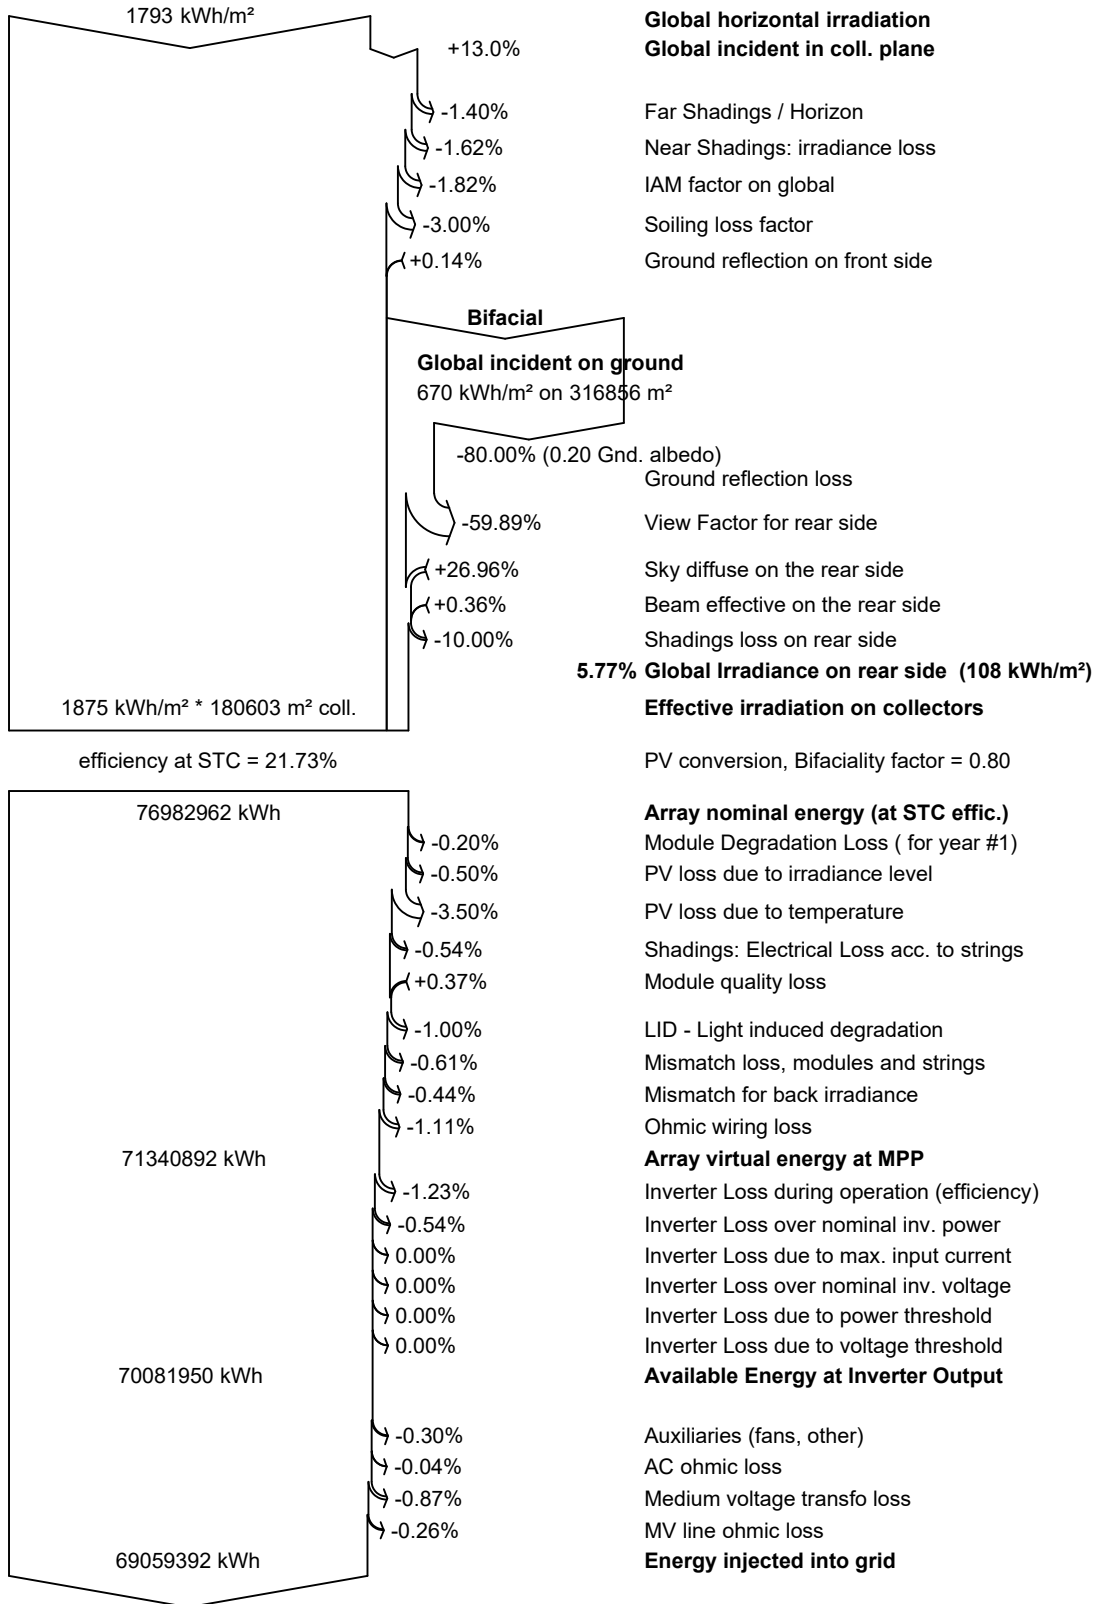 1793 kWh/m² Global horizontal irradiation
+13.0% Global incident in coll. plane
-1.40% Far Shadings / Horizon
-1.62% Near Shadings: irradiance loss
-1.82% IAM factor on global
-3.00% Soiling loss factor
+0.14% Ground reflection on front side
Bifacial
Global incident on ground
670 kWh/m² on 316856 m²
-80.00% (0.20 Gnd. albedo)
Ground reflection loss
-59.89% View Factor for rear side
+26.96% Sky diffuse on the rear side
+0.36% Beam effective on the rear side
-10.00% Shadings loss on rear side
5.77% Global Irradiance on rear side (108 kWh/m²)
1875 kWh/m² * 180603 m² coll. Effective irradiation on collectors
efficiency at STC = 21.73% PV conversion, Bifaciality factor = 0.80
76982962 kWh Array nominal energy (at STC effic.)
-0.20% Module Degradation Loss ( for year #1)
-0.50% PV loss due to irradiance level
-3.50% PV loss due to temperature
-0.54% Shadings: Electrical Loss acc. to strings
+0.37% Module quality loss
-1.00% LID - Light induced degradation
-0.61% Mismatch loss, modules and strings
-0.44% Mismatch for back irradiance
-1.11% Ohmic wiring loss
71340892 kWh Array virtual energy at MPP
-1.23% Inverter Loss during operation (efficiency)
-0.54% Inverter Loss over nominal inv. power
0.00% Inverter Loss due to max. input current
0.00% Inverter Loss over nominal inv. voltage
0.00% Inverter Loss due to power threshold
0.00% Inverter Loss due to voltage threshold
70081950 kWh Available Energy at Inverter Output
-0.30% Auxiliaries (fans, other)
-0.04% AC ohmic loss
-0.87% Medium voltage transfo loss
-0.26% MV line ohmic loss
69059392 kWh Energy injected into grid